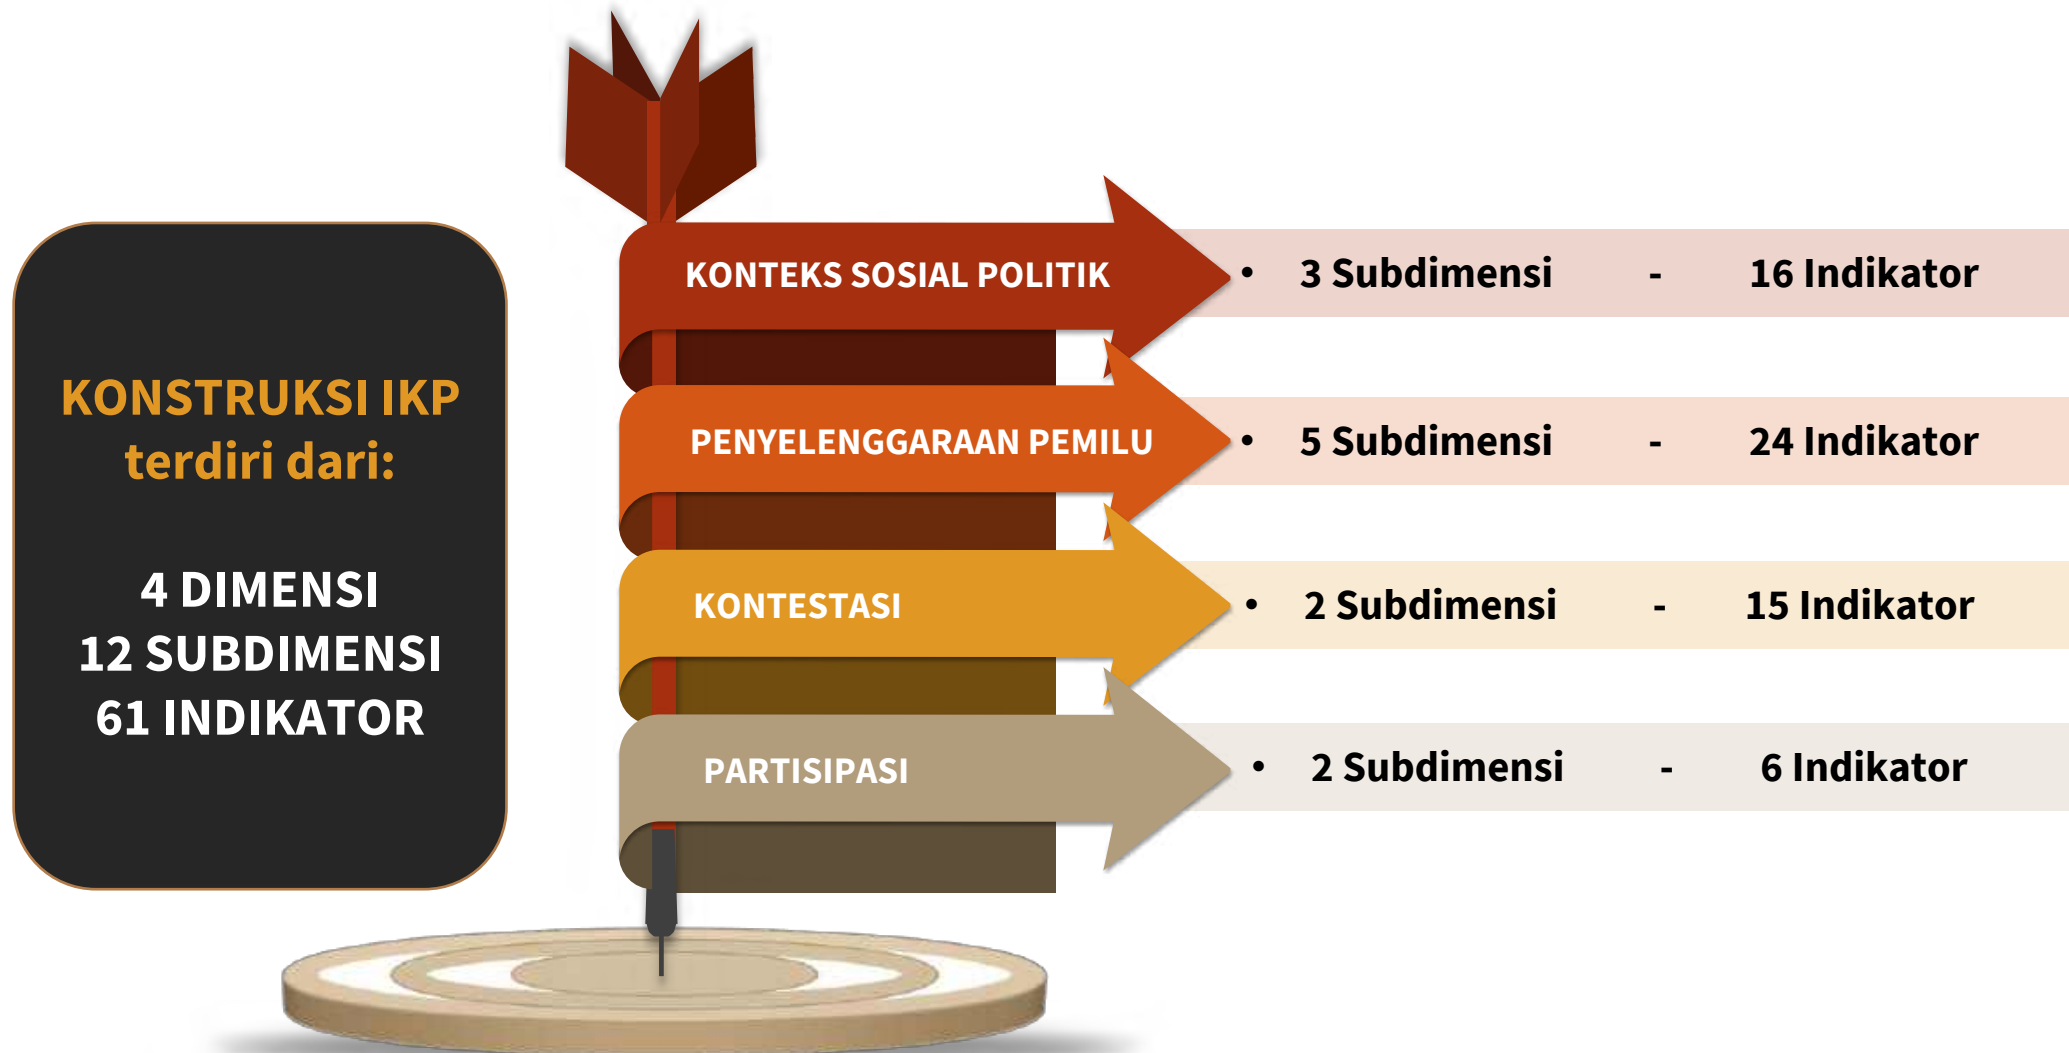 KONSTRUKSI IKP
terdiri dari:
4 DIMENSI
12 SUBDIMENSI
61 INDIKATOR
KONTEKS SOSIAL POLITIK • 3 Subdimensi - 16 Indikator
PENYELENGGARAAN PEMILU • 5 Subdimensi - 24 Indikator
KONTESTASI • 2 Subdimensi - 15 Indikator
PARTISIPASI • 2 Subdimensi - 6 Indikator